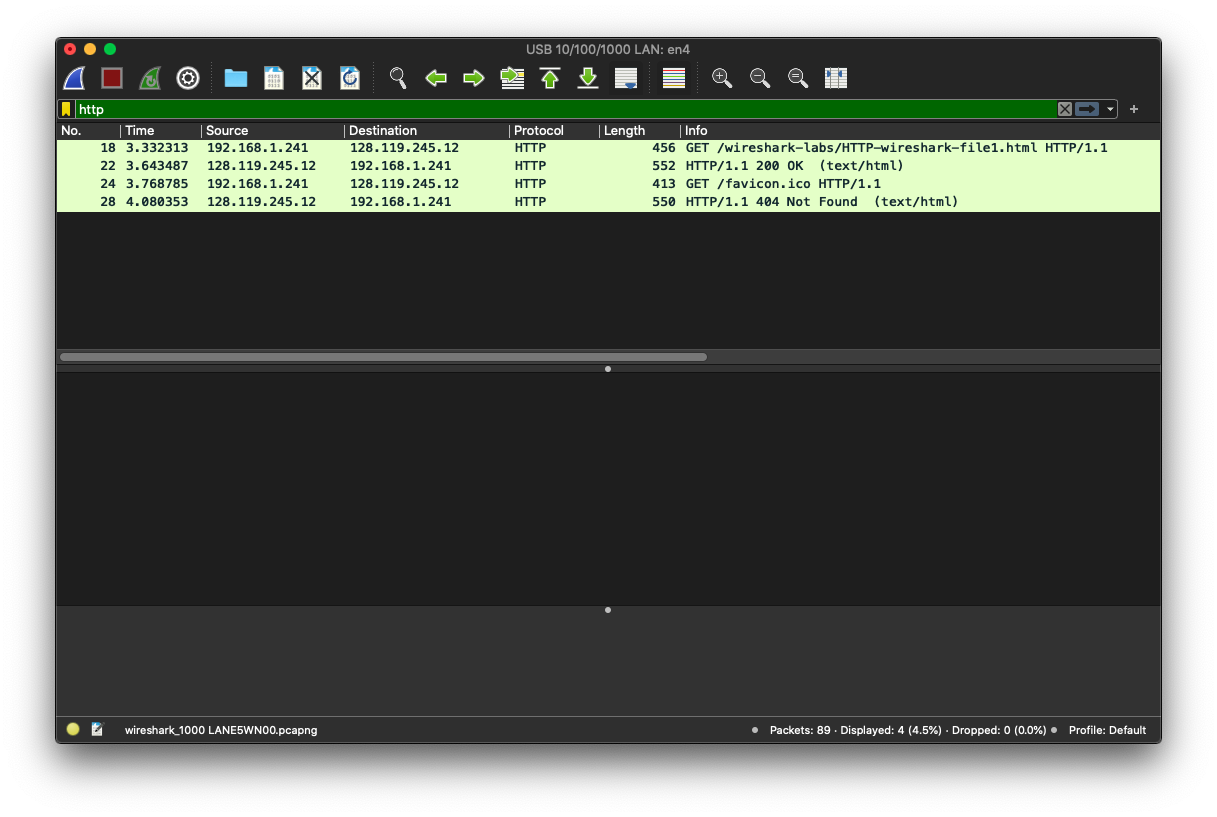 USB 10/100/1000 LAN: en4
http
No. Time Source Destination Protocol Length Info
18 3.332313 192.168.1.241 128.119.245.12 HTTP 456 GET /wireshark-labs/HTTP-wireshark-file1.html HTTP/1.1
22 3.643487 128.119.245.12 192.168.1.241 HTTP 552 HTTP/1.1 200 OK (text/html)
24 3.768785 192.168.1.241 128.119.245.12 HTTP 413 GET /favicon.ico HTTP/1.1
28 4.080353 128.119.245.12 192.168.1.241 HTTP 550 HTTP/1.1 404 Not Found (text/html)
wireshark_1000 LANE5WN00.pcapng Packets: 89 · Displayed: 4 (4.5%) · Dropped: 0 (0.0%) Profile: Default